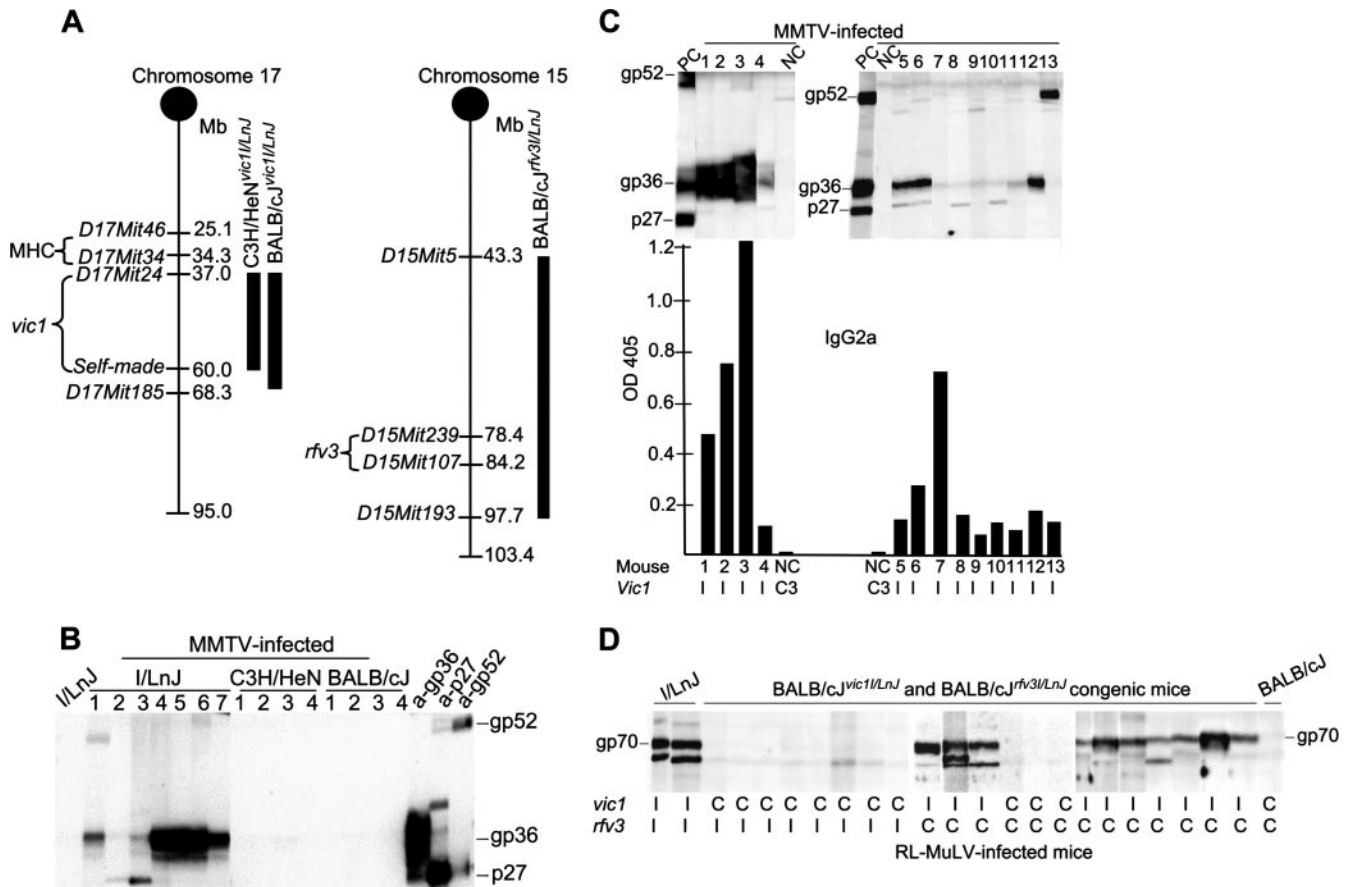 A
Chromosome 17
Mb
C3H/HeN^vic1I/LnJ
BALB/cJ^vic1I/LnJ
MHC
D17Mit46 25.1
D17Mit34 34.3
D17Mit24 37.0
vic1
Self-made 60.0
D17Mit185 68.3
95.0
Chromosome 15
Mb
BALB/cJ^rfv3I/LnJ
D15Mit5 43.3
rfv3
D15Mit239 78.4
D15Mit107 84.2
D15Mit193 97.7
103.4
C
MMTV-infected
PC 1 2 3 4 NC
gp52
gp36
p27
PC NC 5 6 7 8 9 10 11 12 13
gp52
gp36
p27
OD 405
1.2
1.0
0.8
0.6
0.4
0.2
IgG2a
Mouse 1 2 3 4 NC NC 5 6 7 8 9 10 11 12 13
Vic1 I I I I C3 C3 I I I I I I I I I
B
MMTV-infected
I/LnJ I/LnJ C3H/HeN BALB/cJ a-gp36 a-p27 a-gp52
1 2 3 4 5 6 7 1 2 3 4 1 2 3 4
gp52
gp36
p27
D
I/LnJ BALB/cJ^vic1I/LnJ and BALB/cJ^rfv3I/LnJ congenic mice BALB/cJ
gp70 gp70
vic1 I I C C C C C C C C I I I C C C I I I I I I I C
rfv3 I I I I I I I I I I C C C C C C C C C C C C C C
RL-MuLV-infected mice